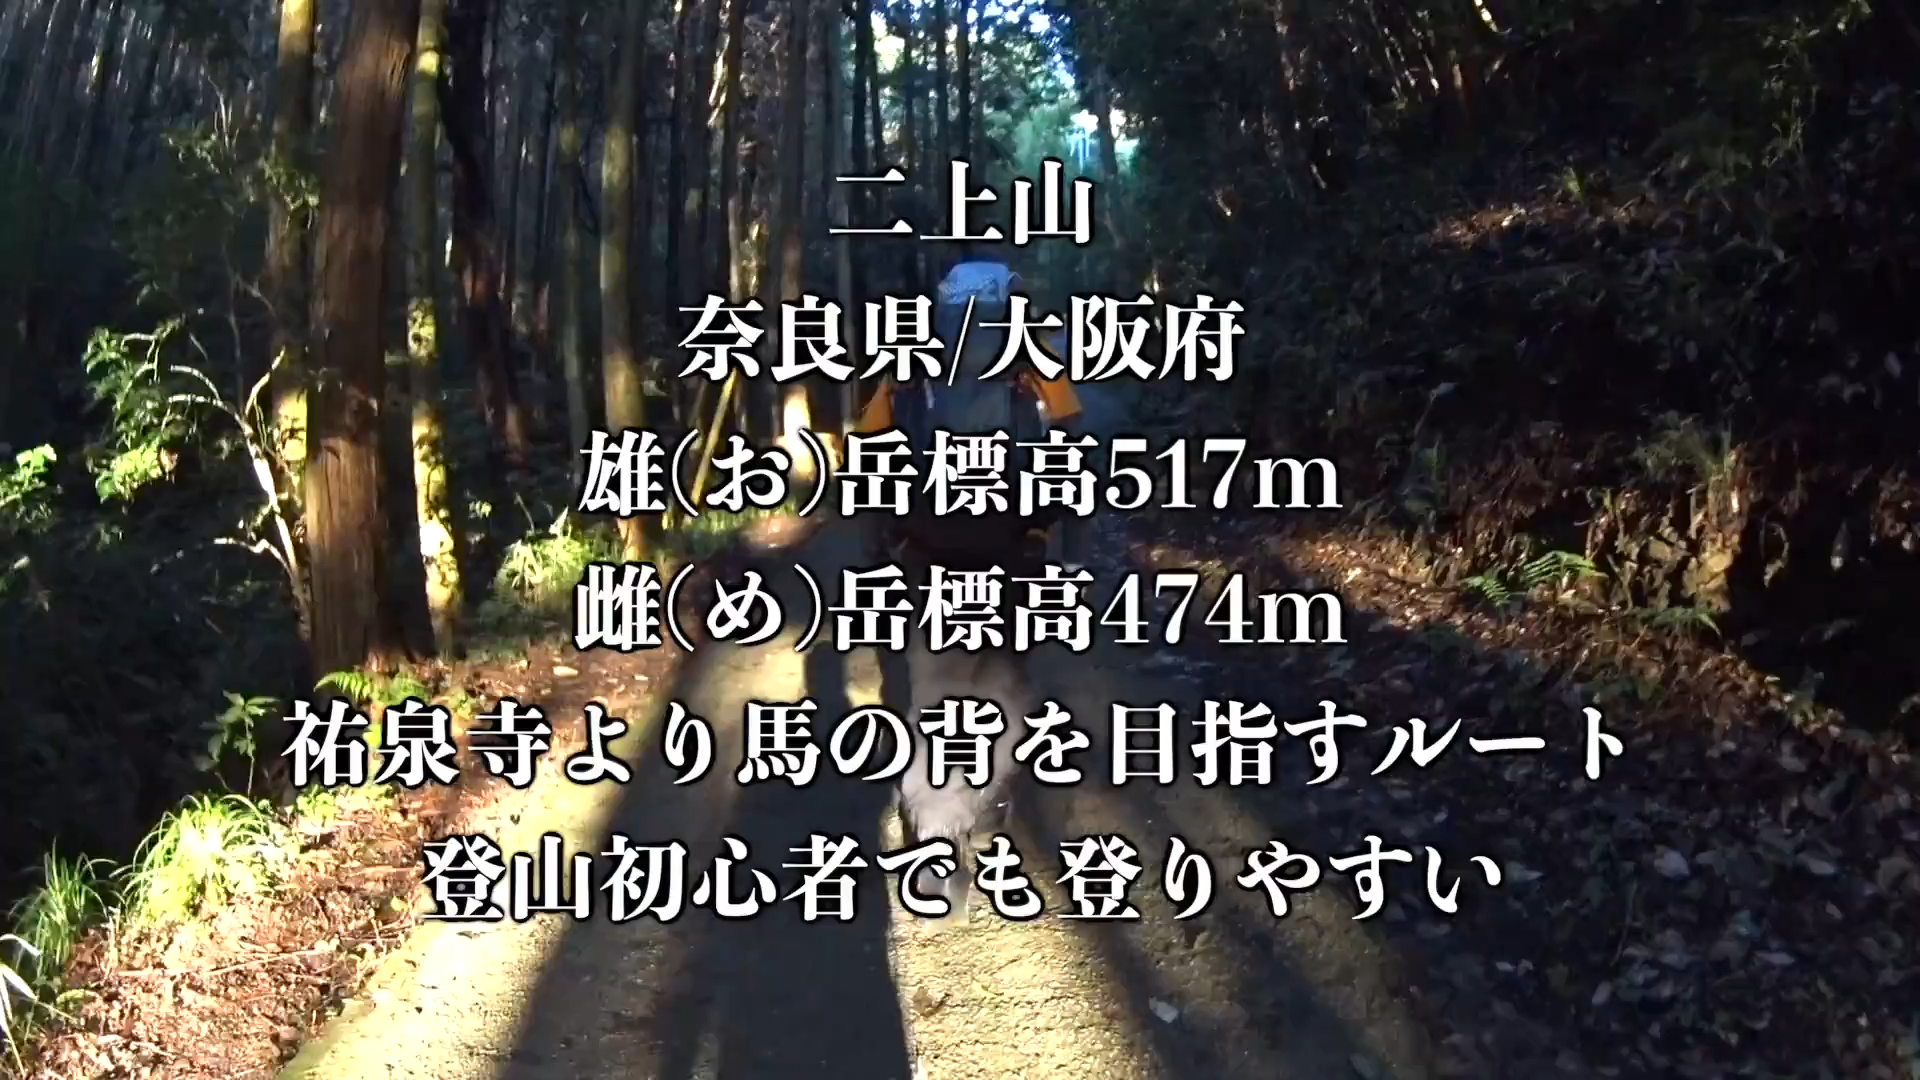 二上山
奈良県/大阪府
雄(お)岳標高517m
雌(め)岳標高474m
祐泉寺より馬の背を目指すルート
登山初心者でも登りやすい